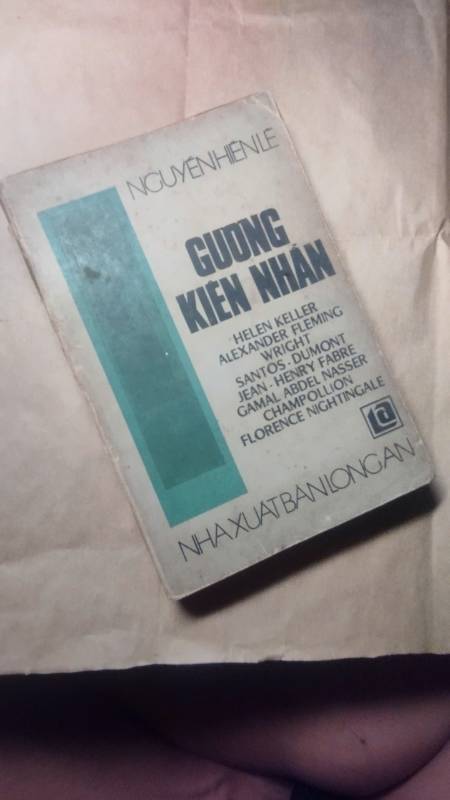 NGUYỄN HIẾN LÊ
GƯƠNG
KIÊN NHẪN
HELEN KELLER
ALEXANDER FLEMING
WRIGHT
SANTOS - DUMONT
JEAN - HENRY FABRE
GAMAL ABDEL NASSER
CHAMPOLLION
FLORENCE NIGHTINGALE
LA
NHÀ XUẤT BẢN LONG AN